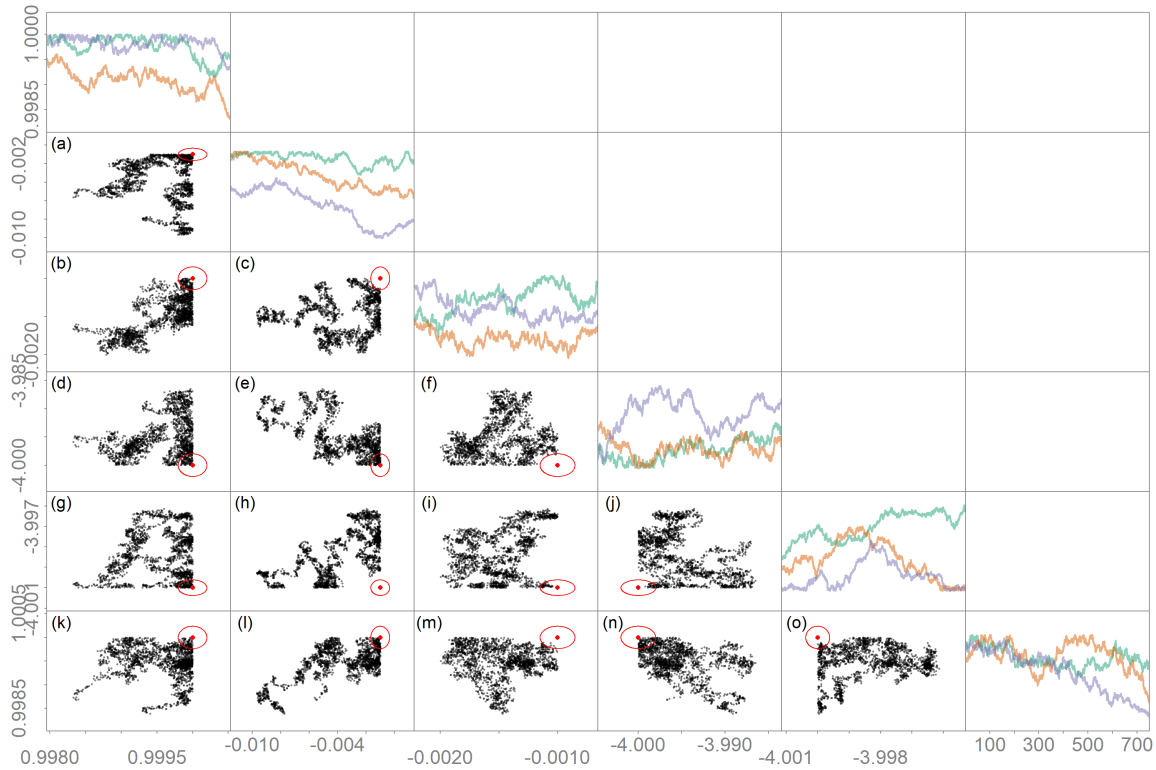 1.0000
0.9985
(a)
-0.002
-0.010
(b) (c)
-0.0020
(d) (e) (f)
-3.985
-4.000
(g) (h) (i) (j)
-3.997
-4.001
(k) (l) (m) (n) (o)
1.0005
0.9985
-0.010 -0.004 -4.000 -3.990 100 300 500 700
0.9980 0.9995 -0.0020 -0.0010 -4.001 -3.998